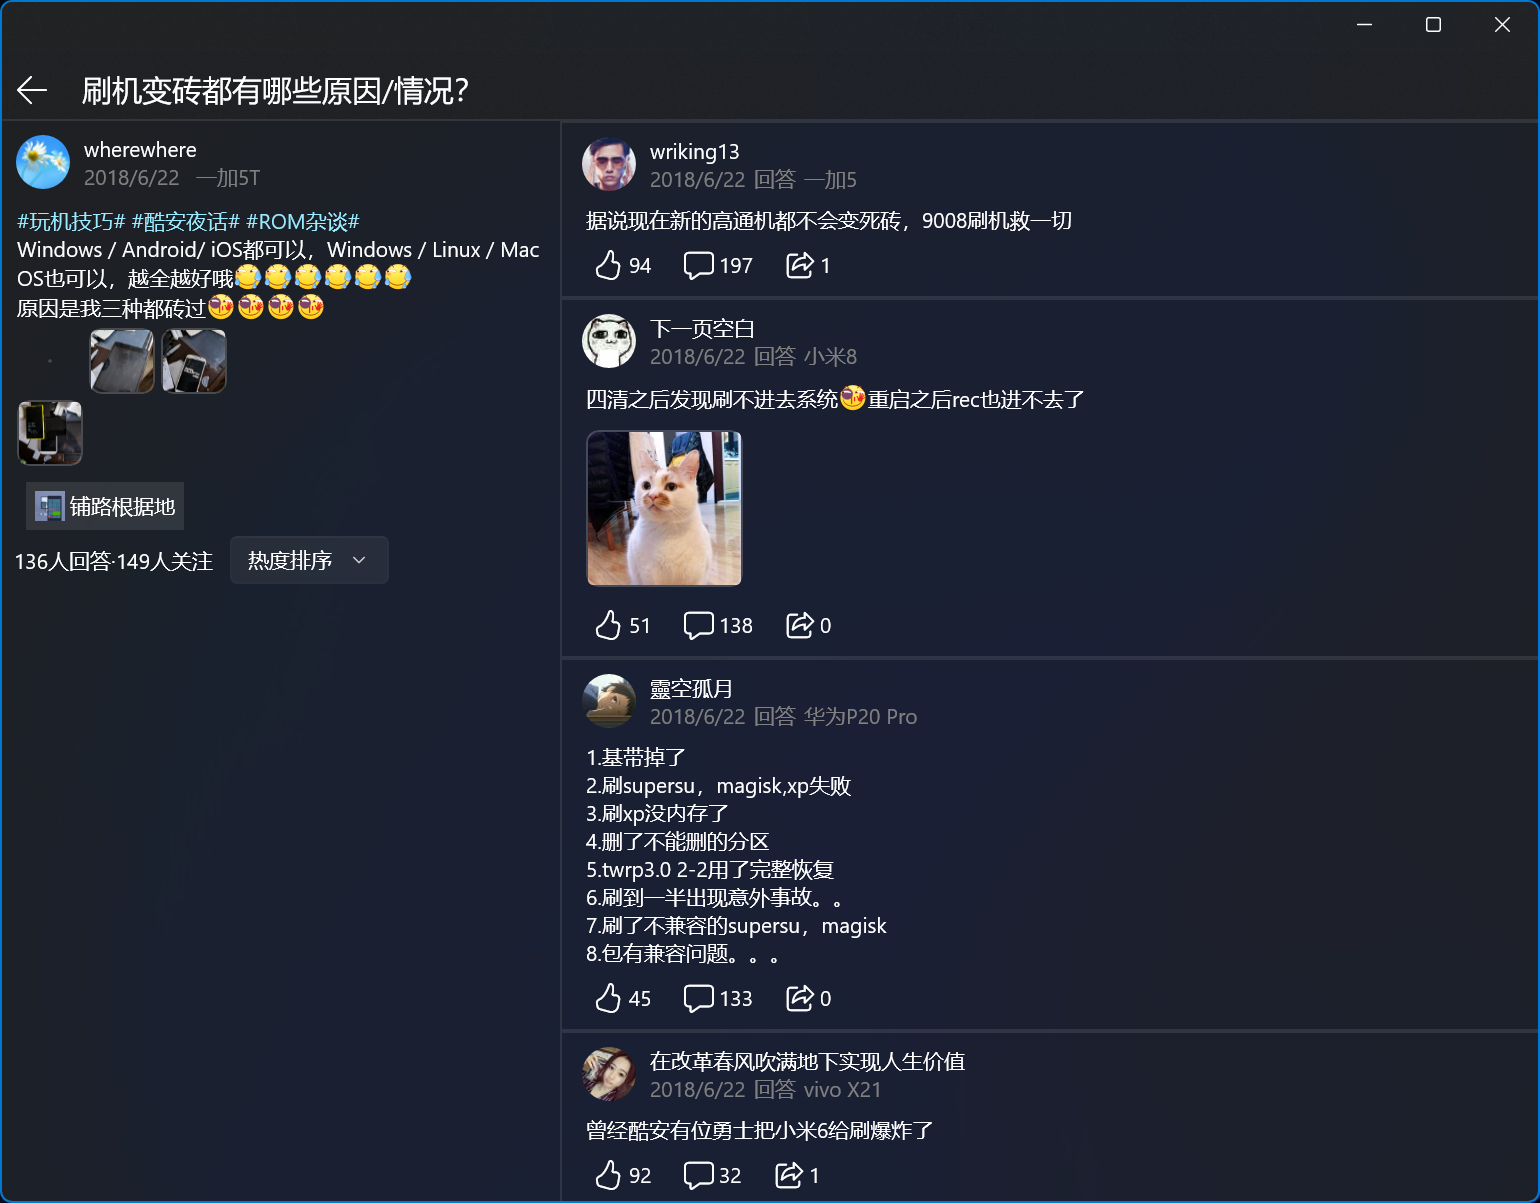 刷机变砖都有哪些原因/情况？
wherewhere
2018/6/22 一加5T
#玩机技巧# #酷安夜话# #ROM杂谈#
Windows / Android/ iOS都可以，Windows / Linux / Mac
OS也可以，越全越好哦
原因是我三种都砖过
铺路根据地
136人回答·149人关注
热度排序
wriking13
2018/6/22 回答 一加5
据说现在新的高通机都不会变死砖，9008刷机救一切
94 197 1
下一页空白
2018/6/22 回答 小米8
四清之后发现刷不进去系统重启之后rec也进不去了
51 138 0
靈空孤月
2018/6/22 回答 华为P20 Pro
1.基带掉了
2.刷supersu，magisk,xp失败
3.刷xp没内存了
4.删了不能删的分区
5.twrp3.0 2-2用了完整恢复
6.刷到一半出现意外事故。。
7.刷了不兼容的supersu，magisk
8.包有兼容问题。。。
45 133 0
在改革春风吹满地下实现人生价值
2018/6/22 回答 vivo X21
曾经酷安有位勇士把小米6给刷爆炸了
92 32 1